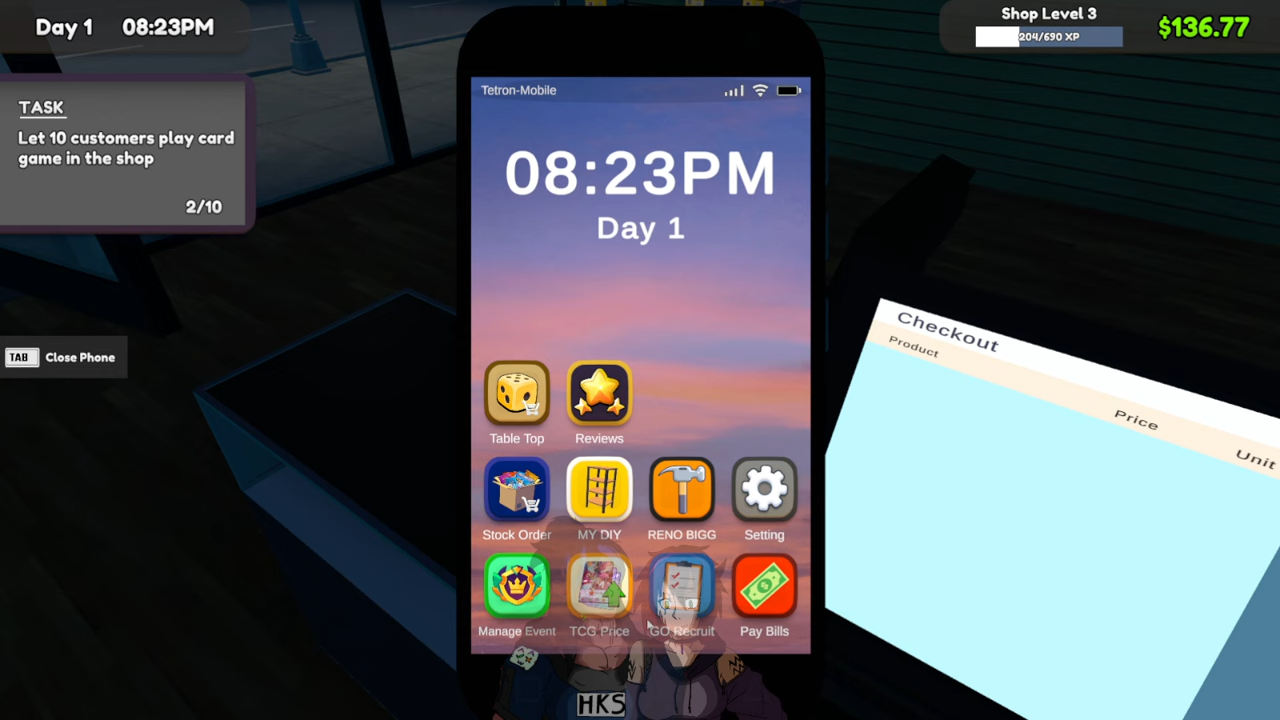 Day 1 08:23PM
Shop Level 3
204/690 XP
$136.77
TASK
Let 10 customers play card
game in the shop
2/10
TAB Close Phone
Tetron-Mobile
08:23PM
Day 1
Table Top Reviews
Stock Order MY DIY RENO BIGG Setting
Manage Event TCG Price GO Recruit Pay Bills
Checkout
Product Price Unit
HKS